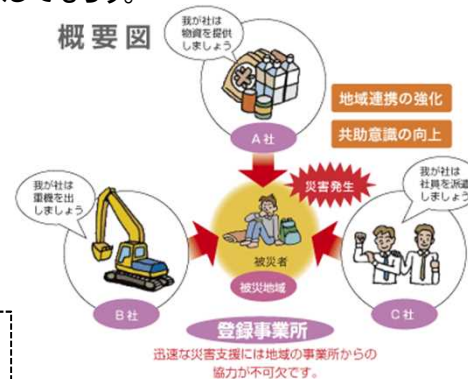 概要図
我が社は
物資を提供
しましょう
A社
地域連携の強化
共助意識の向上
災害発生
我が社は
重機を出
しましょう
我が社は
社員を派遣
しましょう
被災者
被災地域
B社
C社
登録事業所
迅速な災害支援には地域の事業所からの
協力が不可欠です。